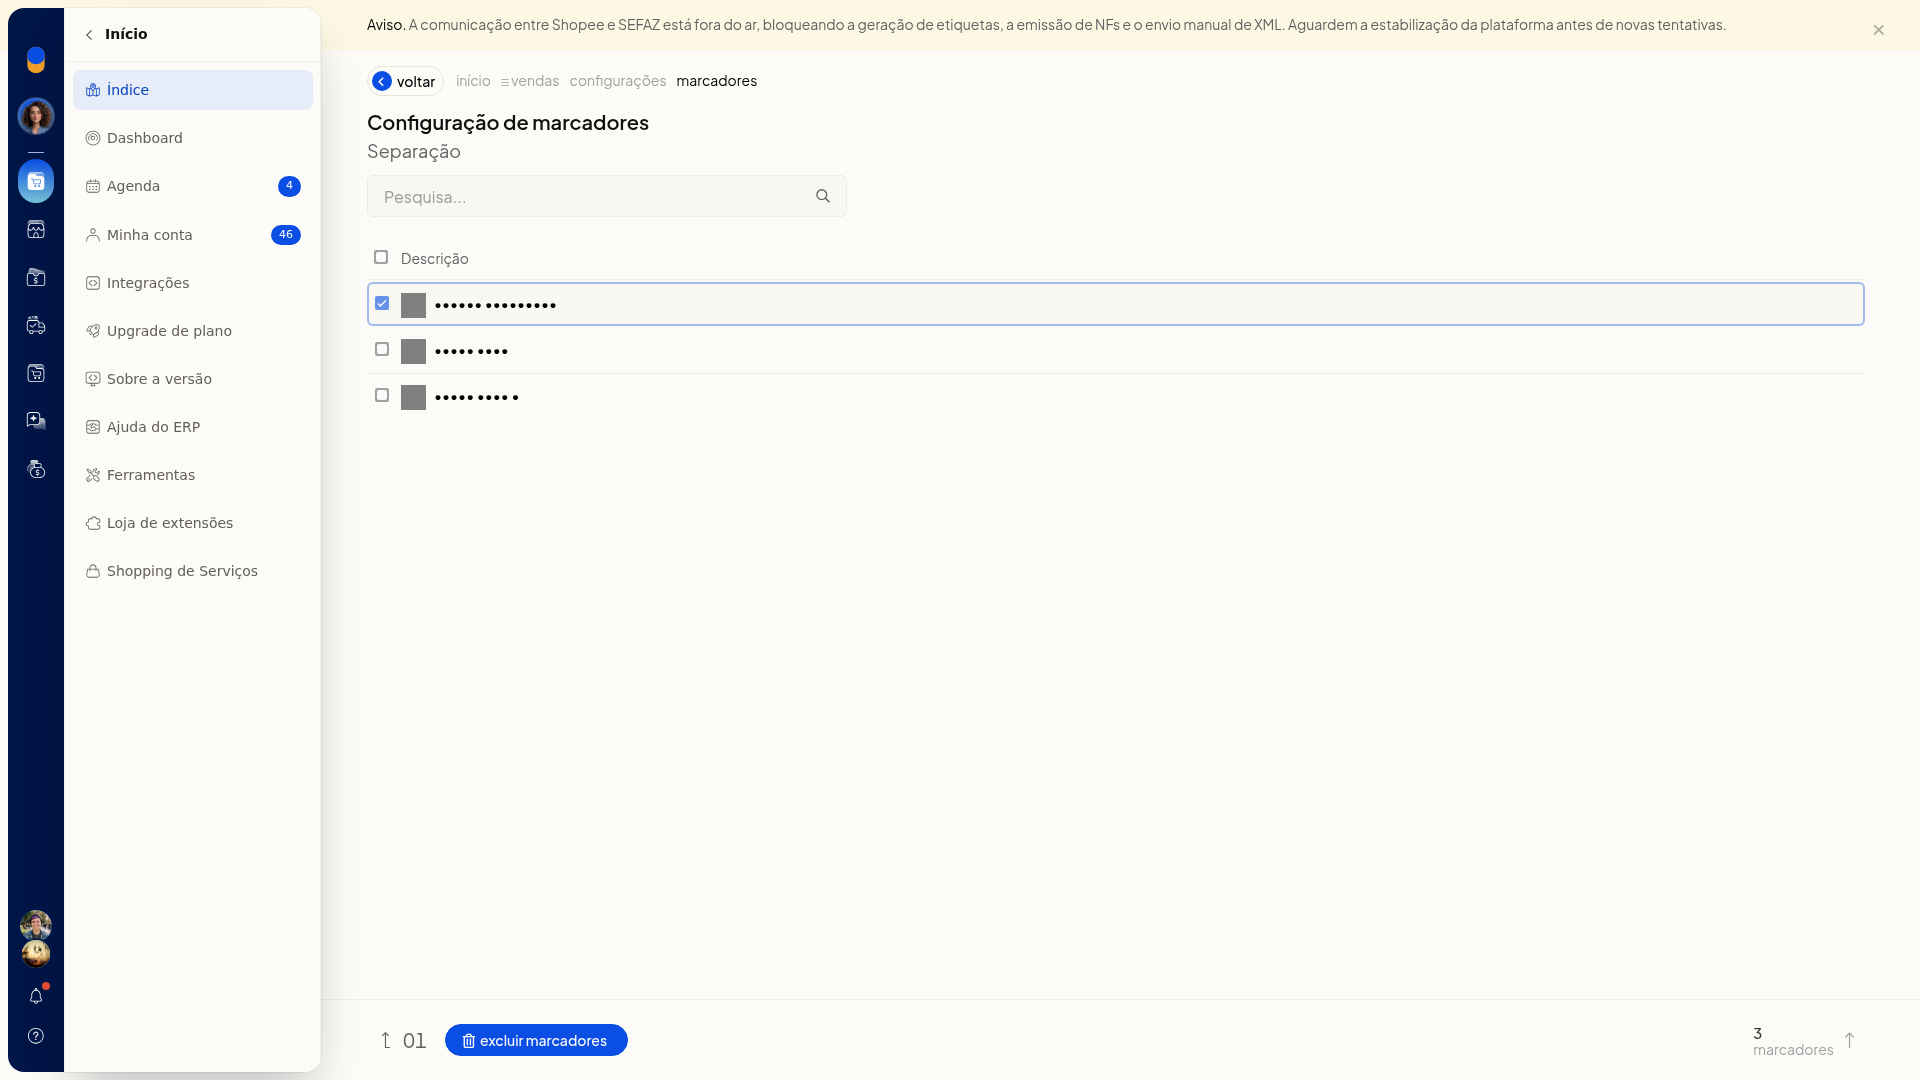 Início
Índice
Dashboard
Agenda 4
Minha conta 46
Integrações
Upgrade de plano
Sobre a versão
Ajuda do ERP
Ferramentas
Loja de extensões
Shopping de Serviços
Aviso. A comunicação entre Shopee e SEFAZ está fora do ar, bloqueando a geração de etiquetas, a emissão de NFs e o envio manual de XML. Aguardem a estabilização da plataforma antes de novas tentativas.
voltar início vendas configurações marcadores
Configuração de marcadores
Separação
Pesquisa...
Descrição
•••••• •••••••••
••••• ••••
••••• •••• •
01 excluir marcadores
3
marcadores